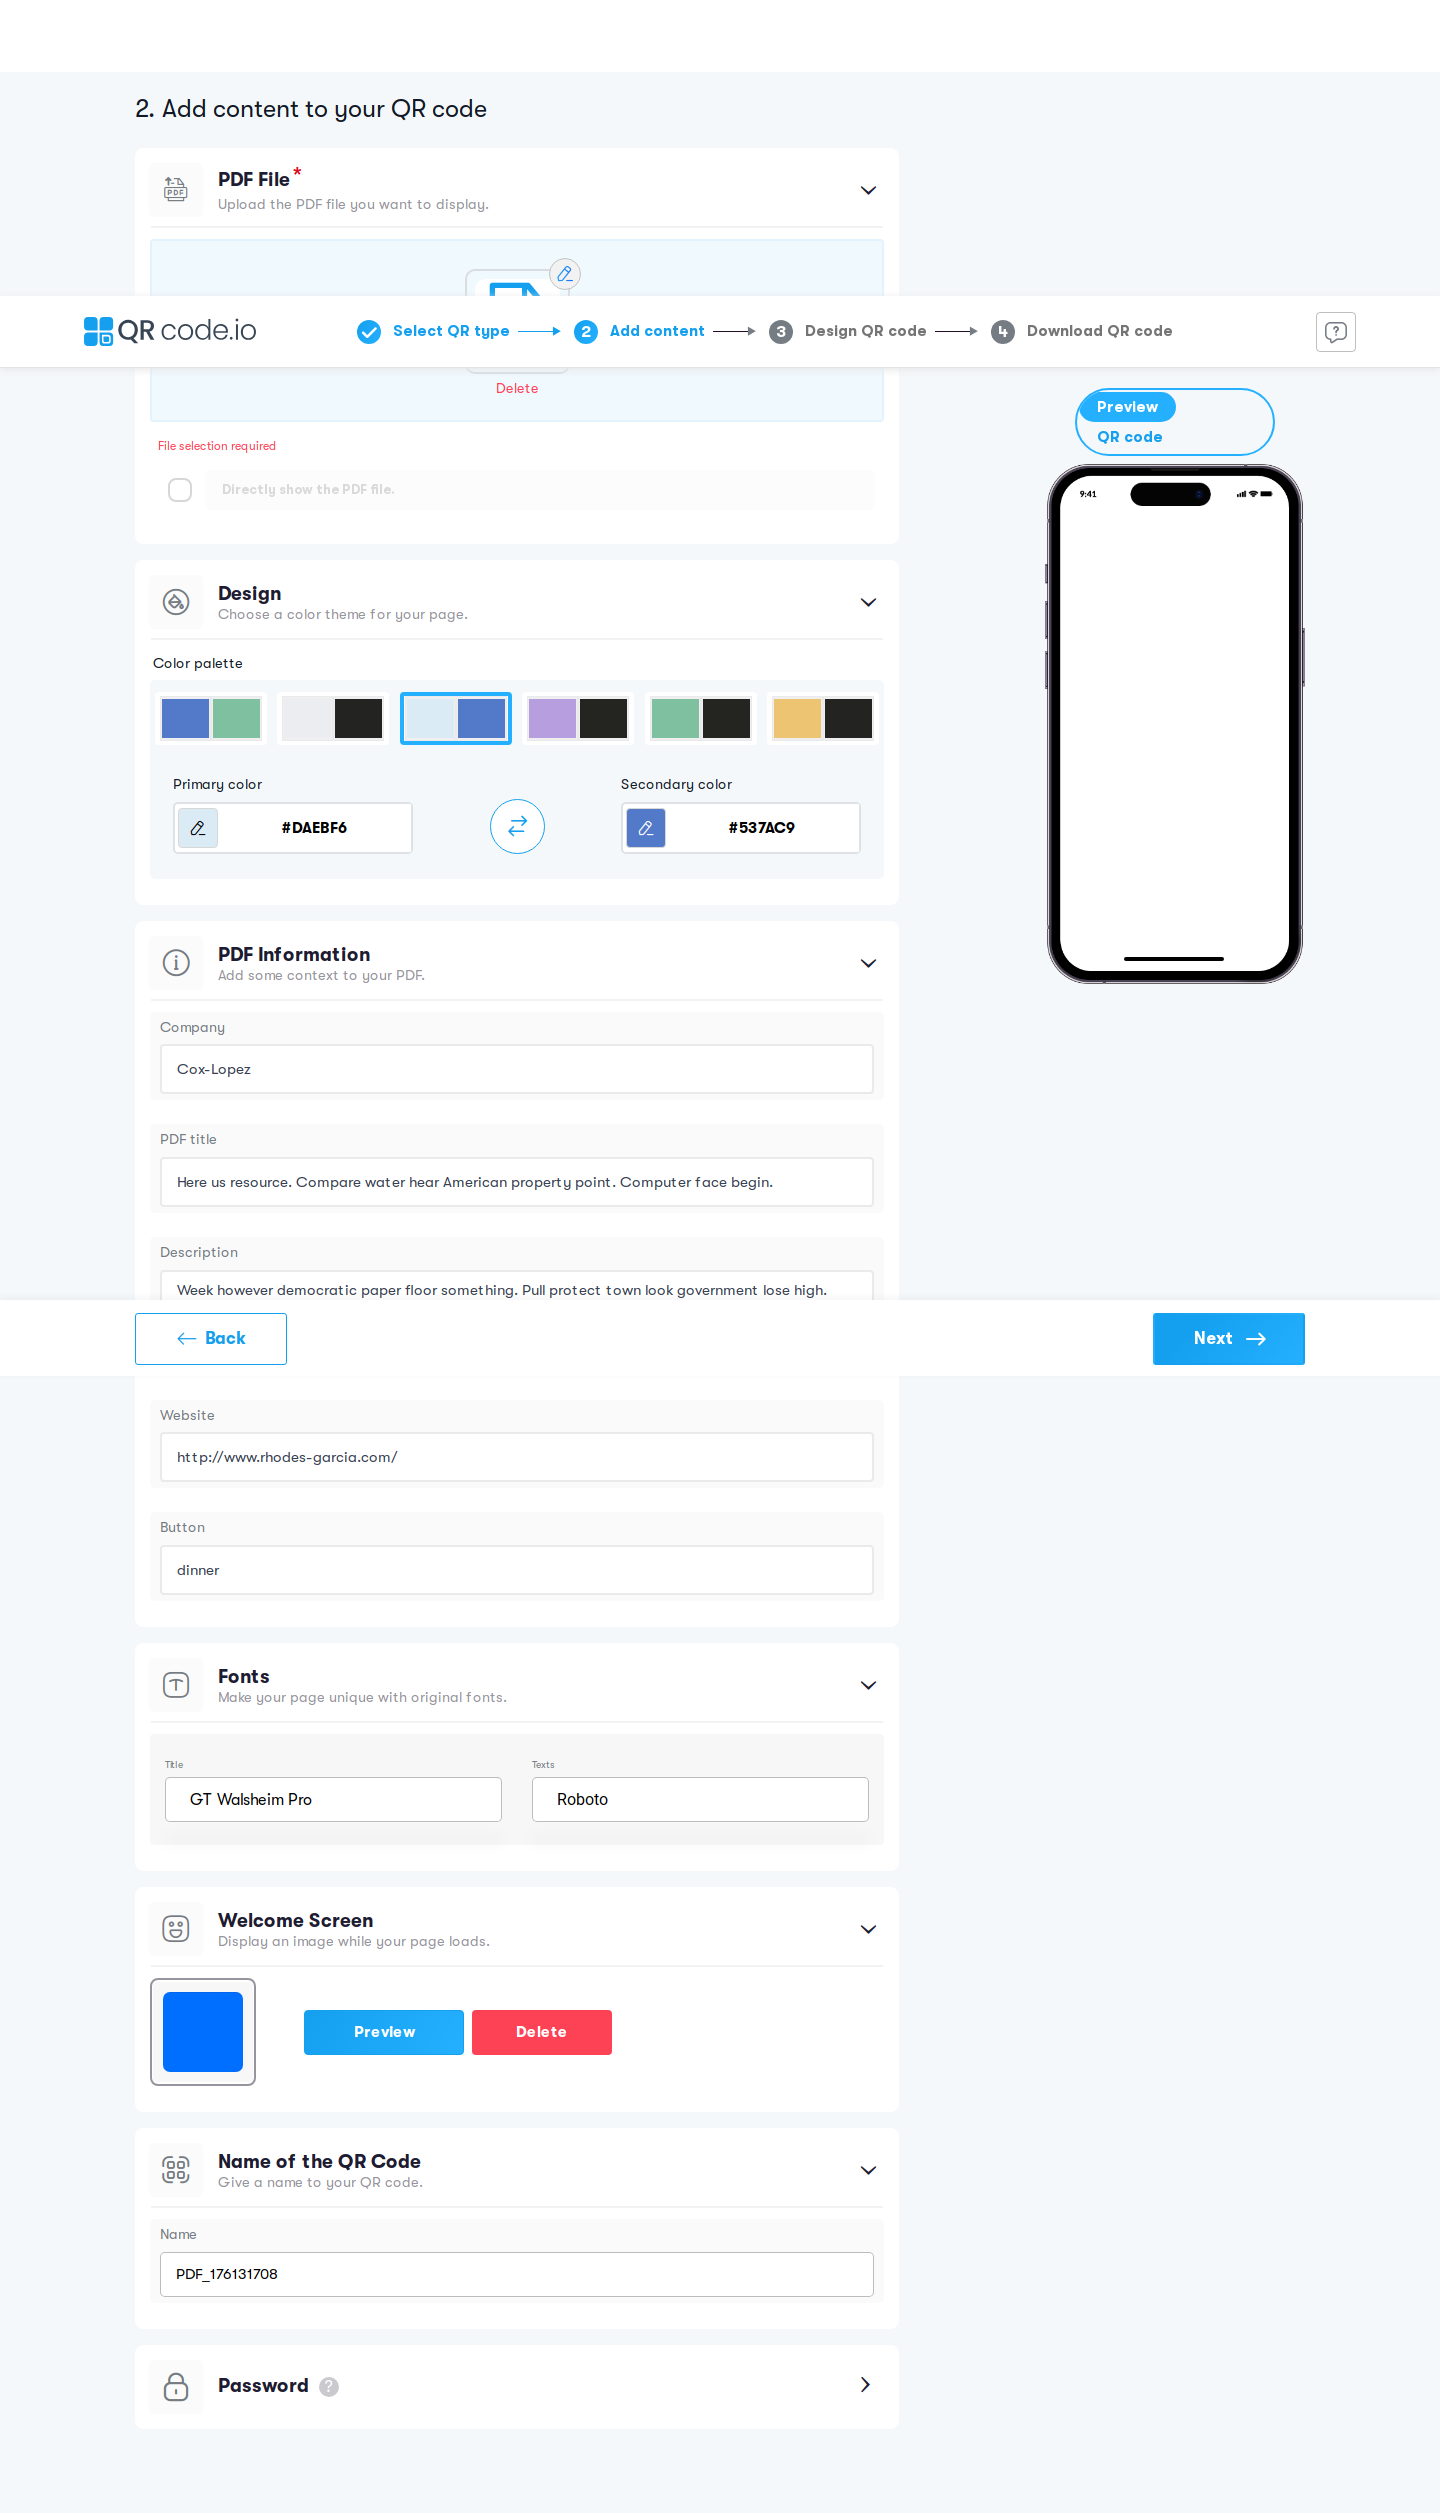 2. Add content to your QR code
PDF File*
Upload the PDF file you want to display.
QR code.io
Select QR type
2 Add content
3 Design QR code
4 Download QR code
?
Delete
Preview
QR code
File selection required
Directly show the PDF file.
9:41
Design
Choose a color theme for your page.
Color palette
Primary color
Secondary color
#DAEBF6
#537AC9
PDF Information
Add some context to your PDF.
Company
Cox-Lopez
PDF title
Here us resource. Compare water hear American property point. Computer face begin.
Description
Week however democratic paper floor something. Pull protect town look government lose high.
Back
Next
Website
http://www.rhodes-garcia.com/
Button
dinner
Fonts
Make your page unique with original fonts.
Title
Texts
GT Walsheim Pro
Roboto
Welcome Screen
Display an image while your page loads.
Preview
Delete
Name of the QR Code
Give a name to your QR code.
Name
PDF_176131708
Password ?